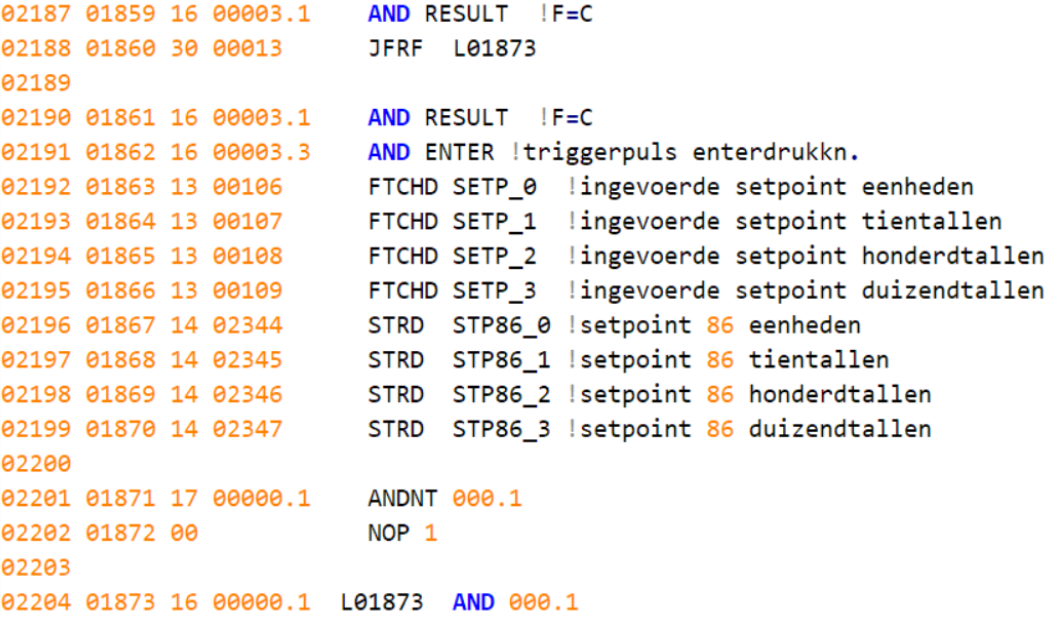 02187 01859 16 00003.1 AND RESULT !F=C
02188 01860 30 00013 JFRF L01873
02189
02190 01861 16 00003.1 AND RESULT !F=C
02191 01862 16 00003.3 AND ENTER !triggerpuls enterdrukkn.
02192 01863 13 00106 FTCHD SETP_0 !ingevoerde setpoint eenheden
02193 01864 13 00107 FTCHD SETP_1 !ingevoerde setpoint tientallen
02194 01865 13 00108 FTCHD SETP_2 !ingevoerde setpoint honderdtallen
02195 01866 13 00109 FTCHD SETP_3 !ingevoerde setpoint duizendtallen
02196 01867 14 02344 STRD STP86_0 !setpoint 86 eenheden
02197 01868 14 02345 STRD STP86_1 !setpoint 86 tientallen
02198 01869 14 02346 STRD STP86_2 !setpoint 86 honderdtallen
02199 01870 14 02347 STRD STP86_3 !setpoint 86 duizendtallen
02200
02201 01871 17 00000.1 ANDNT 000.1
02202 01872 00 NOP 1
02203
02204 01873 16 00000.1 L01873 AND 000.1